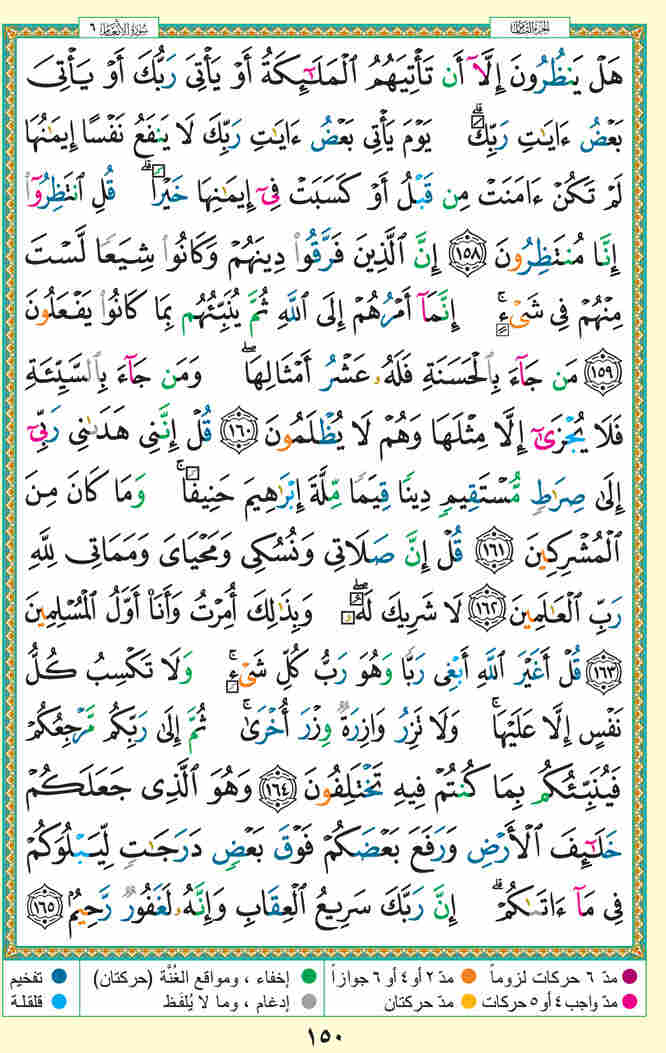 سورة الأنعام ٦
الجزء الثامن
هَلْ يَنظُرُونَ إِلَّآ أَن تَأْتِيَهُمُ ٱلْمَلَٰٓئِكَةُ أَوْ يَأْتِىَ رَبُّكَ أَوْ يَأْتِىَ
بَعْضُ ءَايَٰتِ رَبِّكَ ۗ يَوْمَ يَأْتِى بَعْضُ ءَايَٰتِ رَبِّكَ لَا يَنفَعُ نَفْسًا إِيمَٰنُهَا
لَمْ تَكُنْ ءَامَنَتْ مِن قَبْلُ أَوْ كَسَبَتْ فِىٓ إِيمَٰنِهَا خَيْرًا ۗ قُلِ ٱنتَظِرُوٓا۟
إِنَّا مُنتَظِرُونَ ١٥٨ إِنَّ ٱلَّذِينَ فَرَّقُوا۟ دِينَهُمْ وَكَانُوا۟ شِيَعًا لَّسْتَ
مِنْهُمْ فِى شَىْءٍ ۚ إِنَّمَآ أَمْرُهُمْ إِلَى ٱللَّهِ ثُمَّ يُنَبِّئُهُم بِمَا كَانُوا۟ يَفْعَلُونَ
١٥٩ مَن جَآءَ بِٱلْحَسَنَةِ فَلَهُۥ عَشْرُ أَمْثَالِهَا ۖ وَمَن جَآءَ بِٱلسَّيِّئَةِ
فَلَا يُجْزَىٰٓ إِلَّا مِثْلَهَا وَهُمْ لَا يُظْلَمُونَ ١٦٠ قُلْ إِنَّنِى هَدَىٰنِى رَبِّىٓ
إِلَىٰ صِرَٰطٍ مُّسْتَقِيمٍ دِينًا قِيَمًا مِّلَّةَ إِبْرَٰهِيمَ حَنِيفًا ۚ وَمَا كَانَ مِنَ
ٱلْمُشْرِكِينَ ١٦١ قُلْ إِنَّ صَلَاتِى وَنُسُكِى وَمَحْيَاىَ وَمَمَاتِى لِلَّهِ
رَبِّ ٱلْعَٰلَمِينَ ١٦٢ لَا شَرِيكَ لَهُۥ ۖ وَبِذَٰلِكَ أُمِرْتُ وَأَنَا۠ أَوَّلُ ٱلْمُسْلِمِينَ
١٦٣ قُلْ أَغَيْرَ ٱللَّهِ أَبْغِى رَبًّا وَهُوَ رَبُّ كُلِّ شَىْءٍ ۚ وَلَا تَكْسِبُ كُلُّ
نَفْسٍ إِلَّا عَلَيْهَا ۚ وَلَا تَزِرُ وَازِرَةٌ وِزْرَ أُخْرَىٰ ۚ ثُمَّ إِلَىٰ رَبِّكُم مَّرْجِعُكُمْ
فَيُنَبِّئُكُم بِمَا كُنتُمْ فِيهِ تَخْتَلِفُونَ ١٦٤ وَهُوَ ٱلَّذِى جَعَلَكُمْ
خَلَٰٓئِفَ ٱلْأَرْضِ وَرَفَعَ بَعْضَكُمْ فَوْقَ بَعْضٍ دَرَجَٰتٍ لِّيَبْلُوَكُمْ
فِى مَآ ءَاتَىٰكُمْ ۗ إِنَّ رَبَّكَ سَرِيعُ ٱلْعِقَابِ وَإِنَّهُۥ لَغَفُورٌ رَّحِيمٌۢ ١٦٥
مدّ ٦ حركات لزوماً مدّ ٢ أو ٤ أو ٦ جوازاً إخفاء ، ومواقع الغُنَّة (حركتان) تفخيم
مدّ واجب ٤ أو ٥ حركات مدّ حركتان إدغام ، وما لا يُلفَظ قلقلة
١٥٠